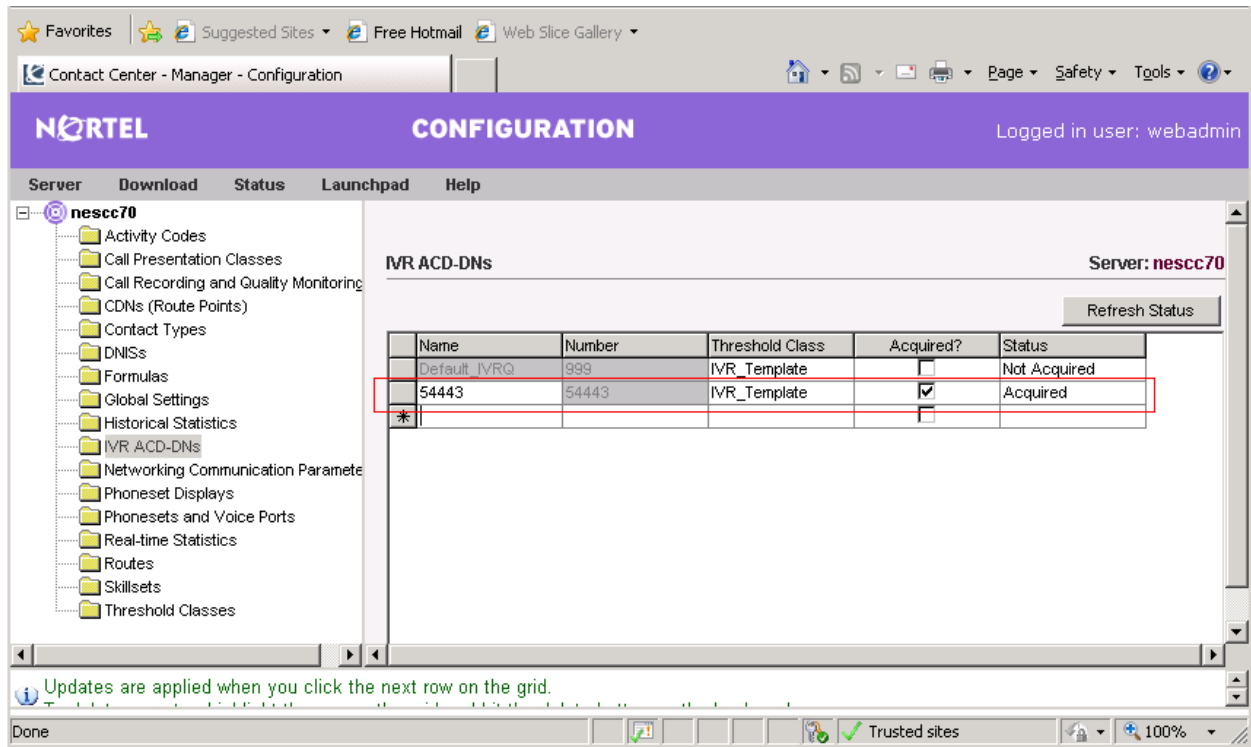 Favorites Suggested Sites Free Hotmail Web Slice Gallery
Contact Center - Manager - Configuration Page Safety Tools
NORTEL CONFIGURATION Logged in user: webadmin
Server Download Status Launchpad Help
nescc70
Activity Codes
Call Presentation Classes
Call Recording and Quality Monitoring
CDNs (Route Points)
Contact Types
DNISs
Formulas
Global Settings
Historical Statistics
IVR ACD-DNs
Networking Communication Paramete
Phoneset Displays
Phonesets and Voice Ports
Real-time Statistics
Routes
Skillsets
Threshold Classes
IVR ACD-DNs Server: nescc70
Refresh Status
Name Number Threshold Class Acquired? Status
Default_IVRQ 999 IVR_Template Not Acquired
54443 54443 IVR_Template Acquired
Updates are applied when you click the next row on the grid.
Done Trusted sites 100%